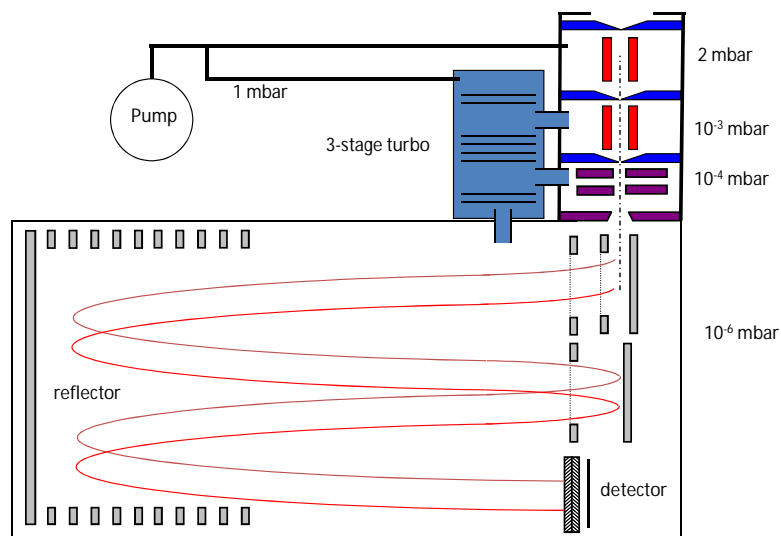 2 mbar
1 mbar
Pump
10-3 mbar
3-stage turbo
10-4 mbar
10-6 mbar
reflector
detector